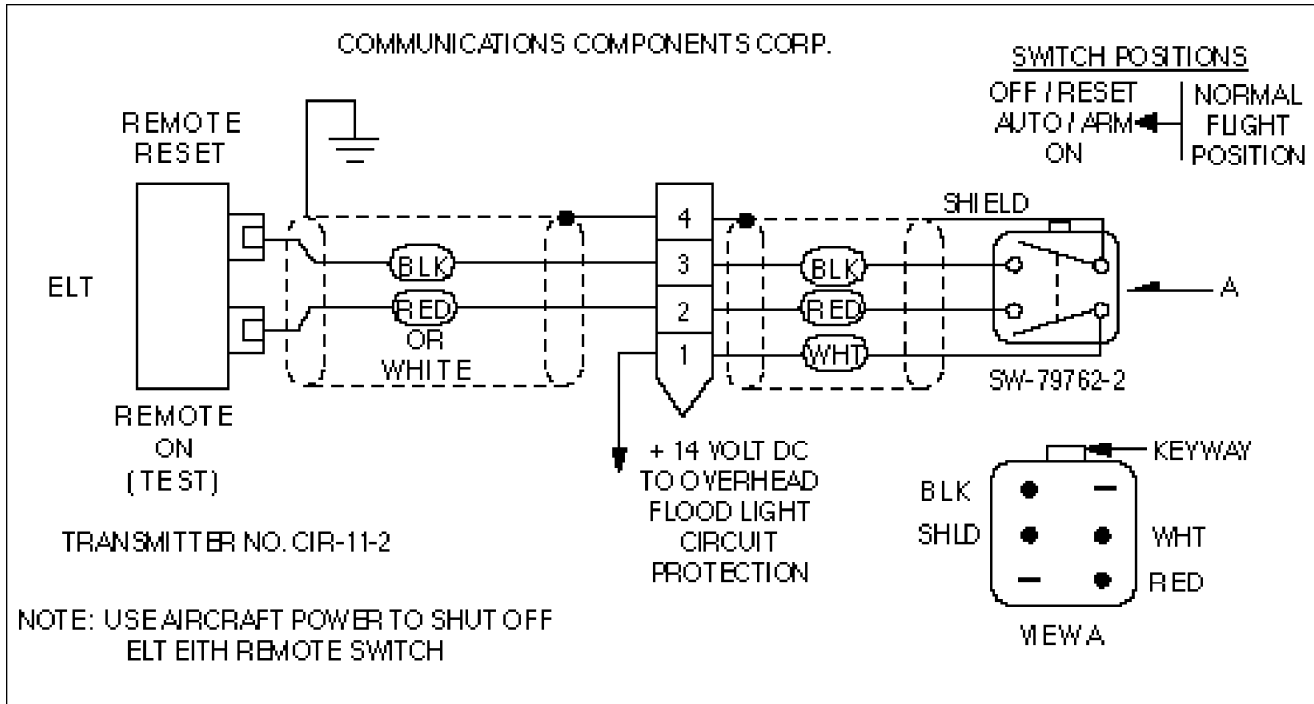 COMMUNICATIONS COMPONENTS CORP.
SWITCH POSITIONS
OFF / RESET
AUTO / ARM
ON
NORMAL
FLIGHT
POSITION
REMOTE
RESET
ELT
REMOTE
ON
(TEST)
BLK
RED
OR
WHITE
4
3
2
1
SHIELD
BLK
RED
WHT
A
SW-79762-2
+ 14 VOLT DC
TO OVERHEAD
FLOOD LIGHT
CIRCUIT
PROTECTION
KEYWAY
BLK
SHLD
WHT
RED
VIEW A
TRANSMITTER NO. CIR-11-2
NOTE: USE AIRCRAFT POWER TO SHUT OFF
ELT EITH REMOTE SWITCH